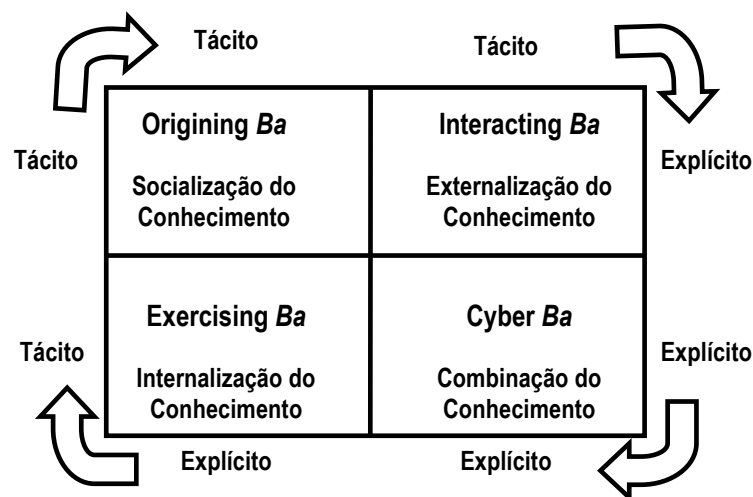 Tácito
Tácito
Tácito
Origining Ba
Interacting Ba
Explícito
Socialização do
Conhecimento
Externalização do
Conhecimento
Exercising Ba
Cyber Ba
Tácito
Explícito
Internalização do
Conhecimento
Combinação do
Conhecimento
Explícito
Explícito